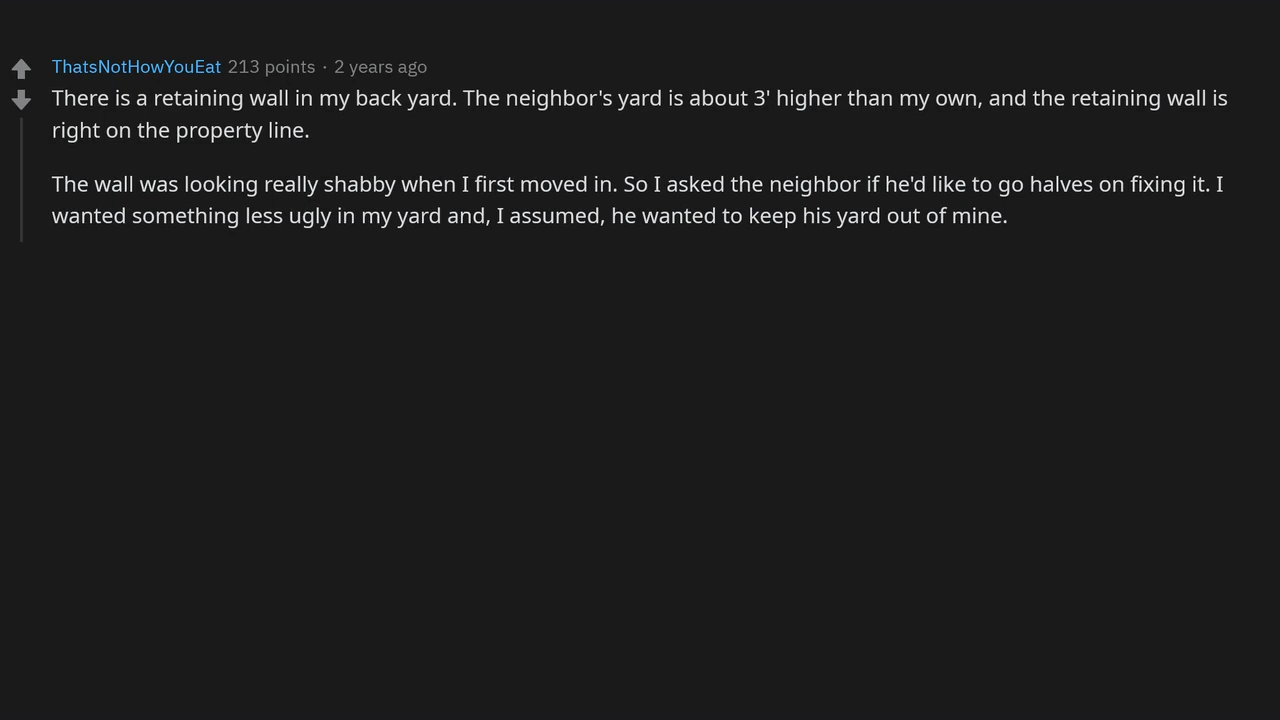 ThatsNotHowYouEat 213 points · 2 years ago
There is a retaining wall in my back yard. The neighbor's yard is about 3' higher than my own, and the retaining wall is
right on the property line.
The wall was looking really shabby when I first moved in. So I asked the neighbor if he'd like to go halves on fixing it. I
wanted something less ugly in my yard and, I assumed, he wanted to keep his yard out of mine.